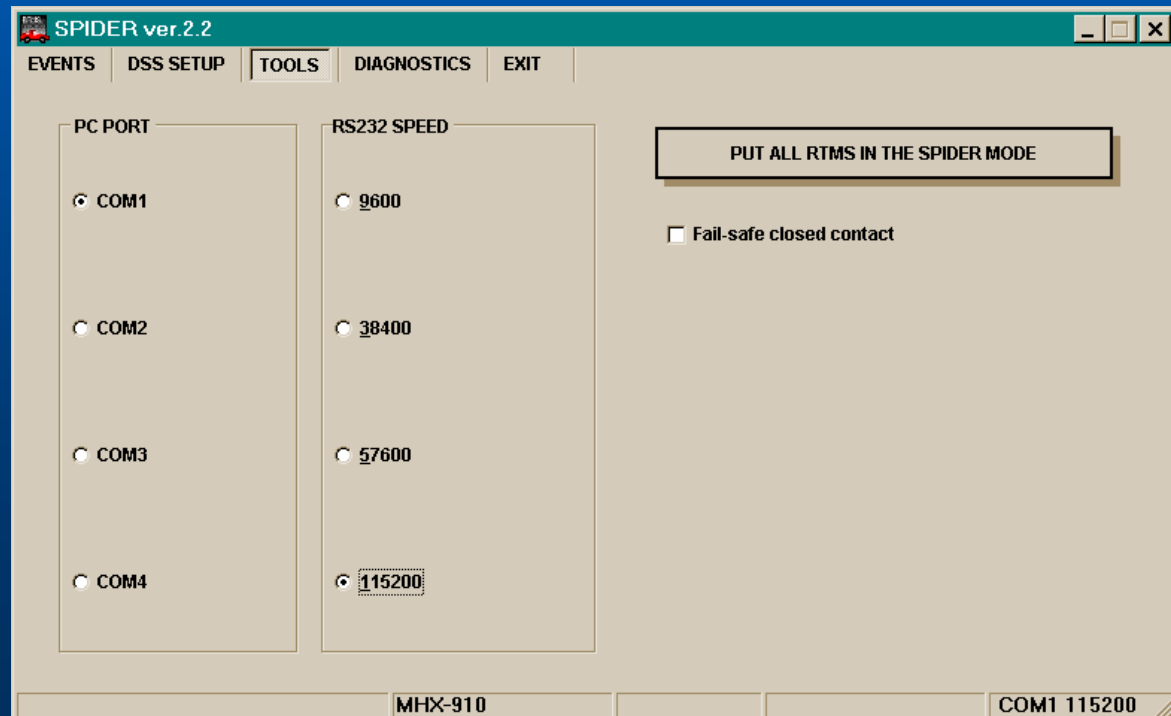 SPIDER ver.2.2
EVENTS DSS SETUP TOOLS DIAGNOSTICS EXIT
PC PORT
COM1
COM2
COM3
COM4
RS232 SPEED
9600
38400
57600
115200
PUT ALL RTMS IN THE SPIDER MODE
Fail-safe closed contact
MHX-910
COM1 115200